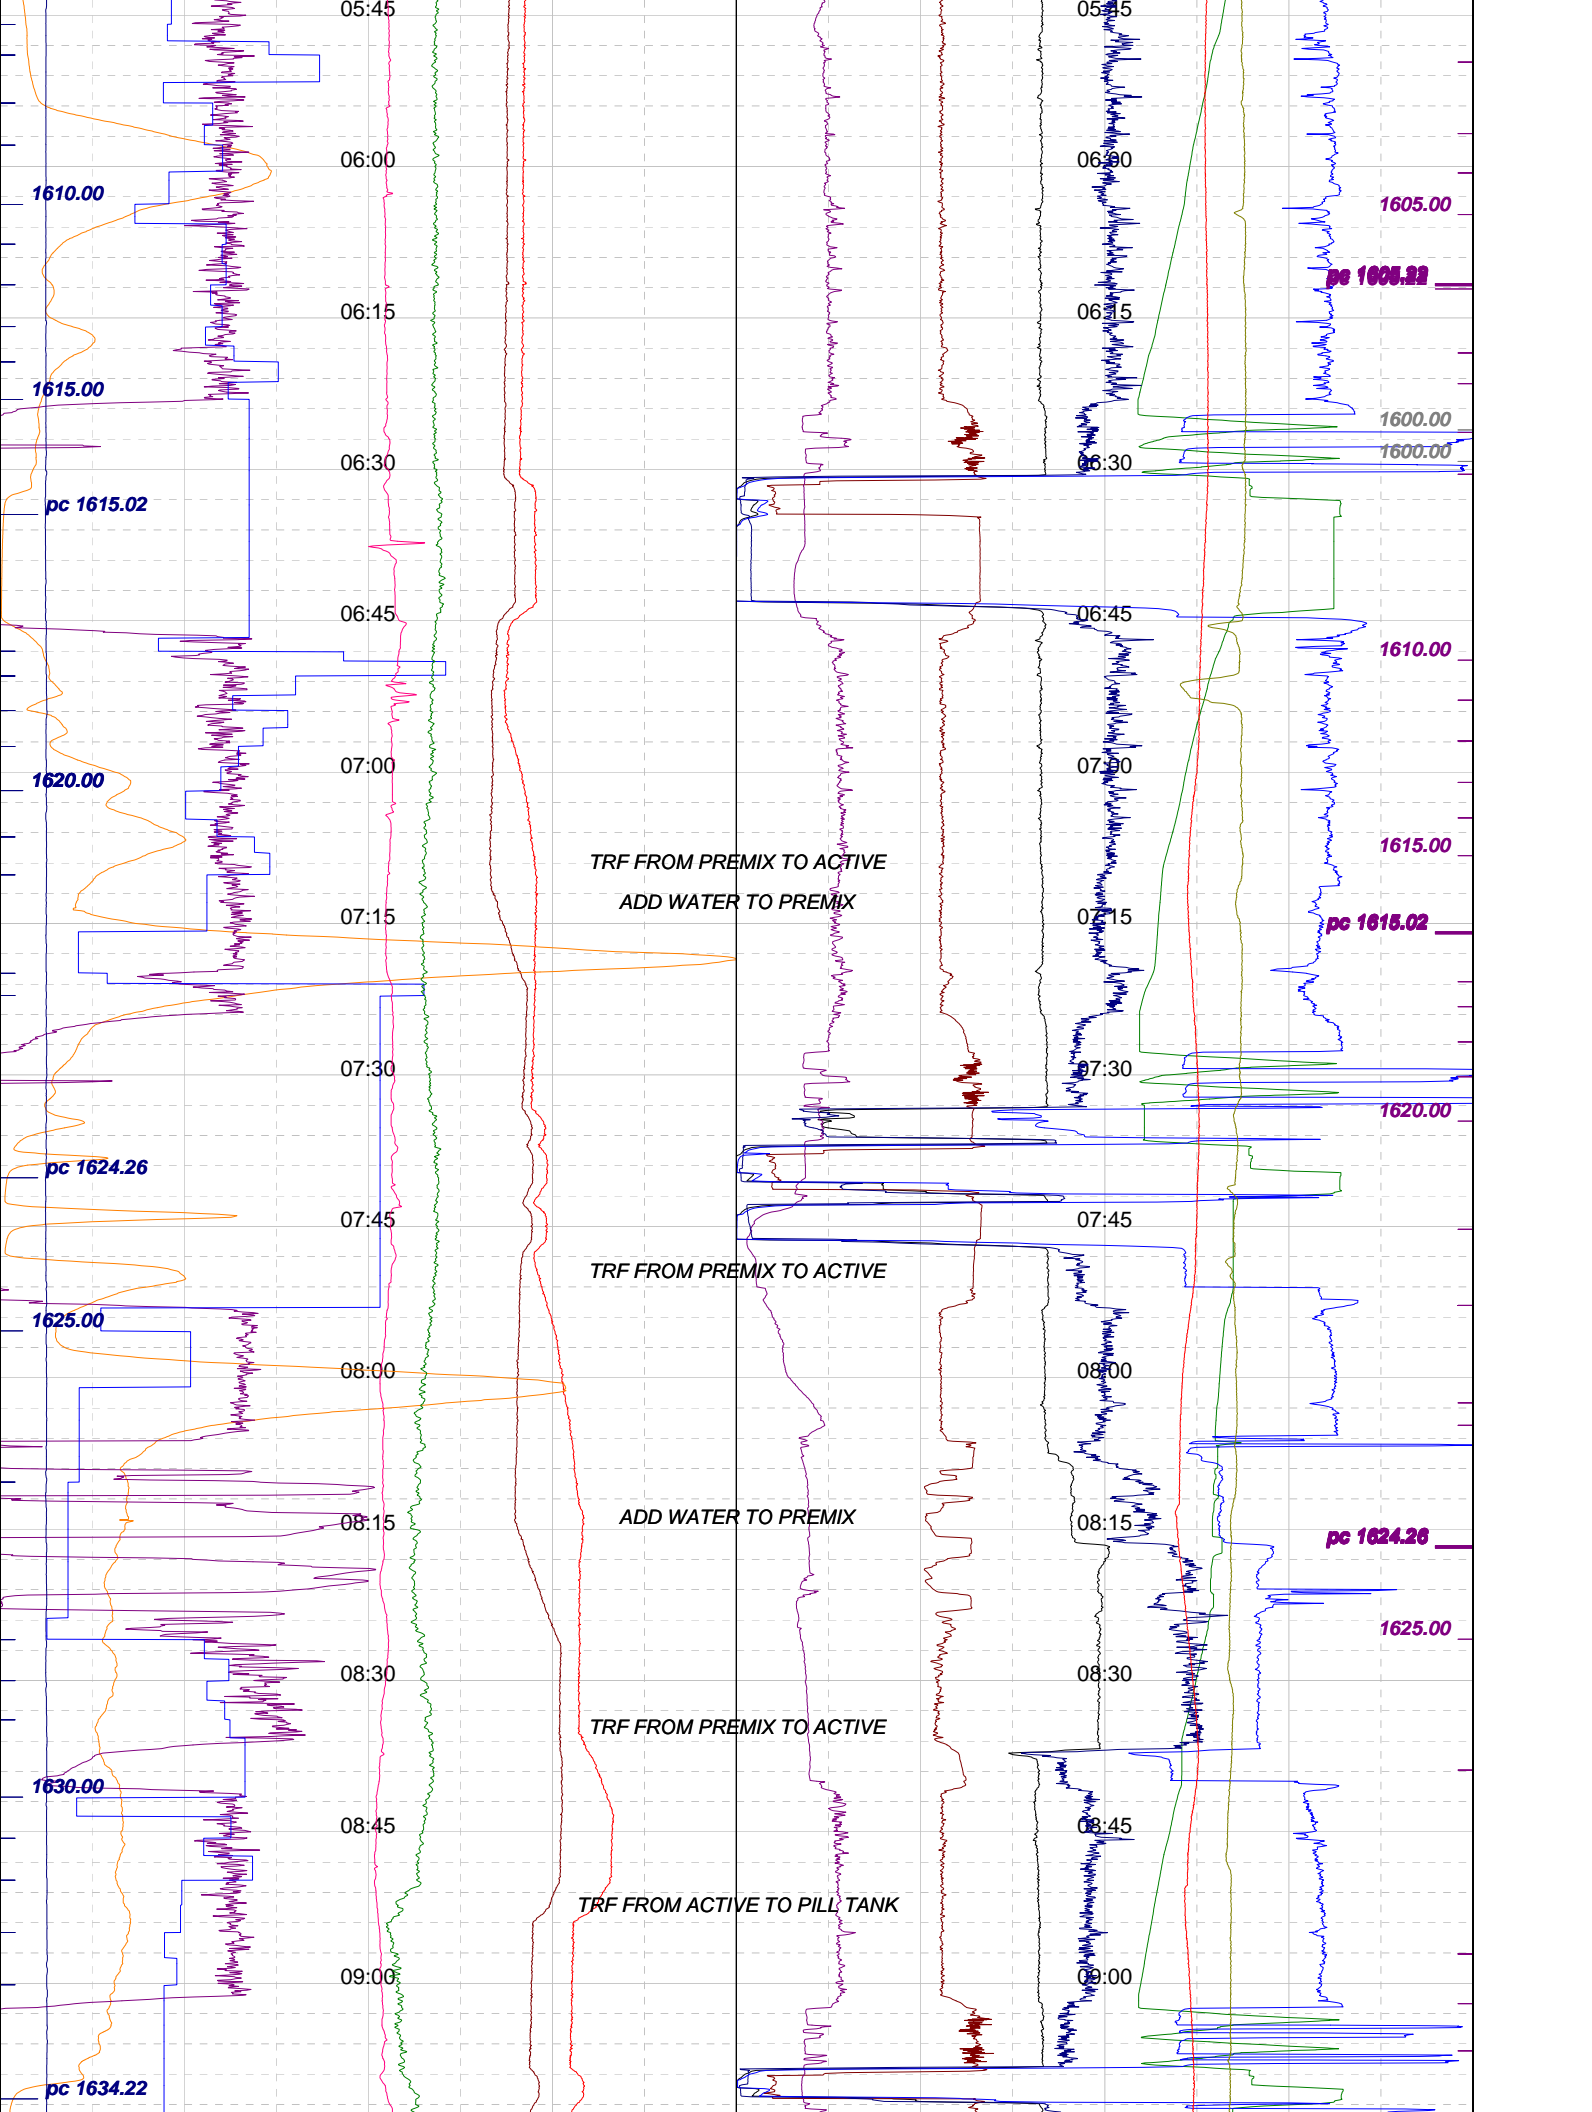 05:45 05:45
06:00 06:00
1610.00 1605.00
pc 1605.22
06:15 06:15
1615.00
1600.00
1600.00
06:30 06:30
pc 1615.02
06:45 06:45
1610.00
07:00 07:00
1620.00
1615.00
TRF FROM PREMIX TO ACTIVE
ADD WATER TO PREMIX
07:15 07:15 pc 1615.02
07:30 07:30
1620.00
pc 1624.26
07:45 07:45
TRF FROM PREMIX TO ACTIVE
1625.00
08:00 08:00
ADD WATER TO PREMIX
08:15 08:15
pc 1624.26
1625.00
08:30 08:30
TRF FROM PREMIX TO ACTIVE
1630.00
08:45 08:45
TRF FROM ACTIVE TO PILL TANK
09:00 09:00
pc 1634.22